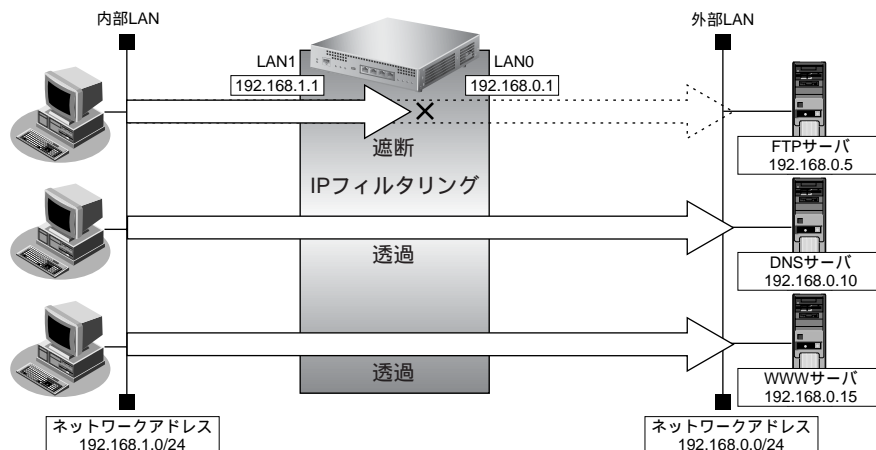 内部LAN
外部LAN
LAN1
LAN0
192.168.1.1
192.168.0.1
遮断
IPフィルタリング
FTPサーバ
192.168.0.5
透過
DNSサーバ
192.168.0.10
透過
WWWサーバ
192.168.0.15
ネットワークアドレス
192.168.1.0/24
ネットワークアドレス
192.168.0.0/24